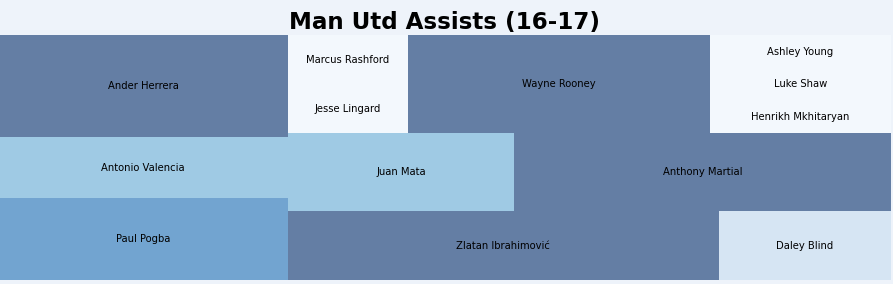 Man Utd Assists (16-17)
Ander Herrera
Marcus Rashford
Jesse Lingard
Wayne Rooney
Ashley Young
Luke Shaw
Henrikh Mkhitaryan
Antonio Valencia
Juan Mata
Anthony Martial
Paul Pogba
Zlatan Ibrahimović
Daley Blind